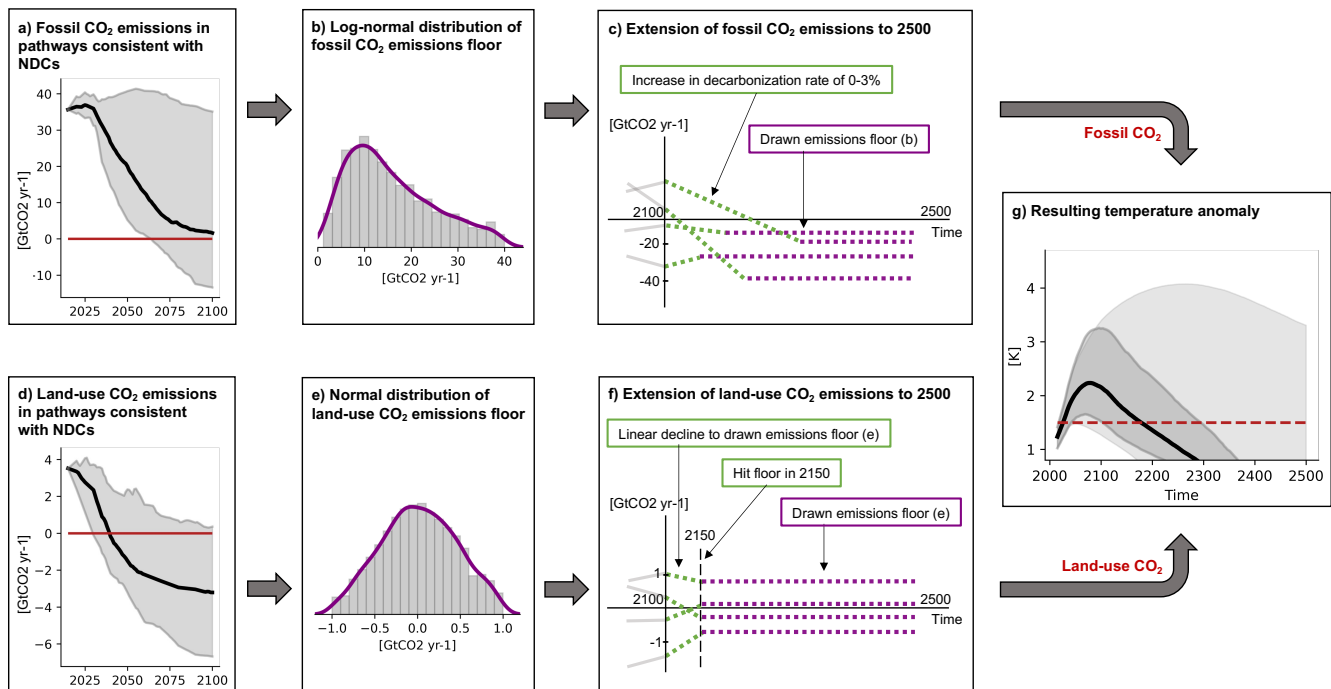 a) Fossil CO₂ emissions in
pathways consistent with
NDCs
[GtCO2 yr-1]
40
30
20
10
0
-10
2025 2050 2075 2100
b) Log-normal distribution of
fossil CO₂ emissions floor
0 10 20 30 40
[GtCO2 yr-1]
c) Extension of fossil CO₂ emissions to 2500
Increase in decarbonization rate of 0-3%
[GtCO2 yr-1]
Drawn emissions floor (b)
2100 2500
Time
-20
-40
Fossil CO₂
d) Land-use CO₂ emissions
in pathways consistent
with NDCs
[GtCO2 yr-1]
4
2
0
−2
−4
−6
2025 2050 2075 2100
e) Normal distribution of
land-use CO₂ emissions floor
−1.0 −0.5 0.0 0.5 1.0
[GtCO2 yr-1]
f) Extension of land-use CO₂ emissions to 2500
Linear decline to drawn emissions floor (e)
Hit floor in 2150
[GtCO2 yr-1]
Drawn emissions floor (e)
2150
1
2100 2500
Time
-1
Land-use CO₂
g) Resulting temperature anomaly
[K]
4
3
2
1
2000 2100 2200 2300 2400 2500
Time